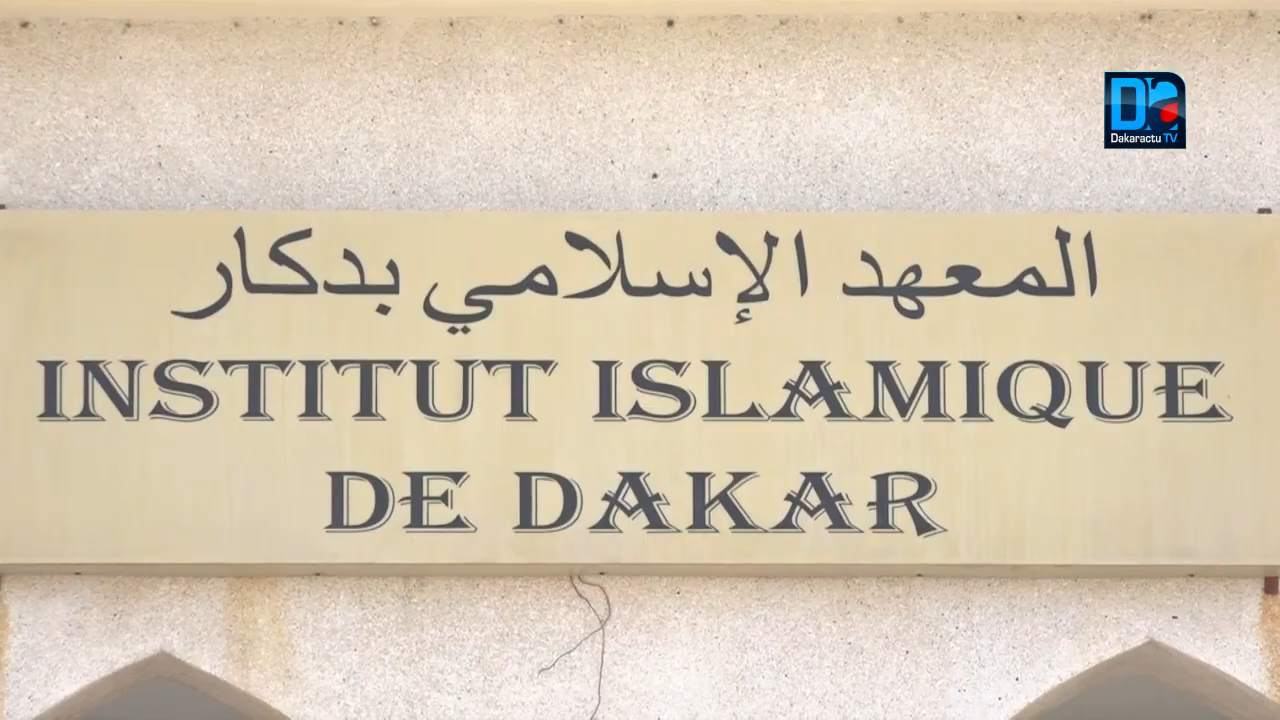 Dakaractu TV
المعهد الإسلامي بدكار
INSTITUT ISLAMIQUE
DE DAKAR